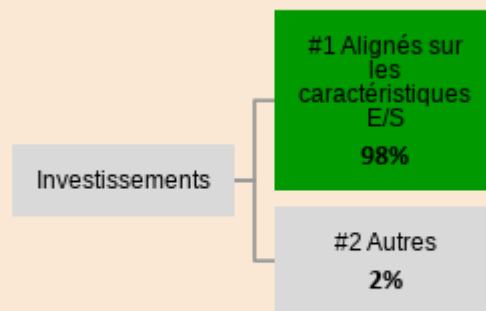 #1 Alignés sur
les
caractéristiques
E/S
98%
Investissements
#2 Autres
2%